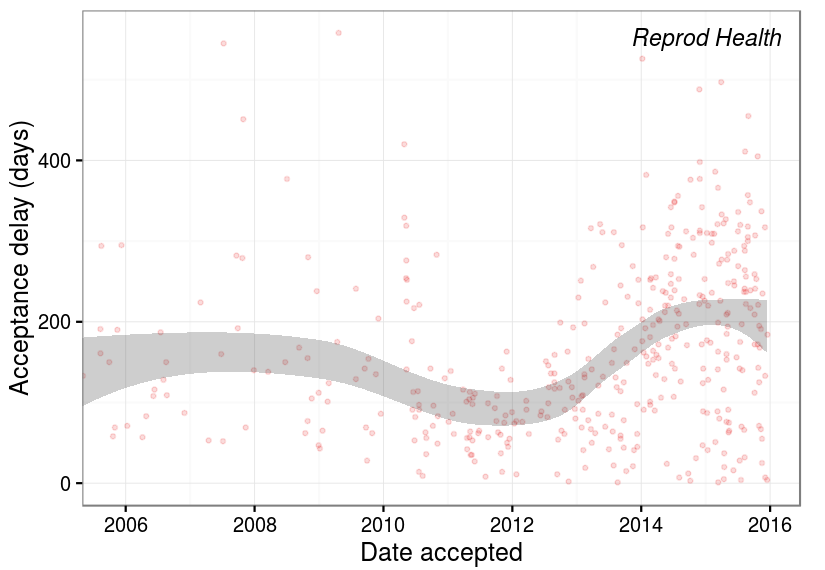 Reprod Health
Acceptance delay (days)
400
200
0
2006 2008 2010 2012 2014 2016
Date accepted